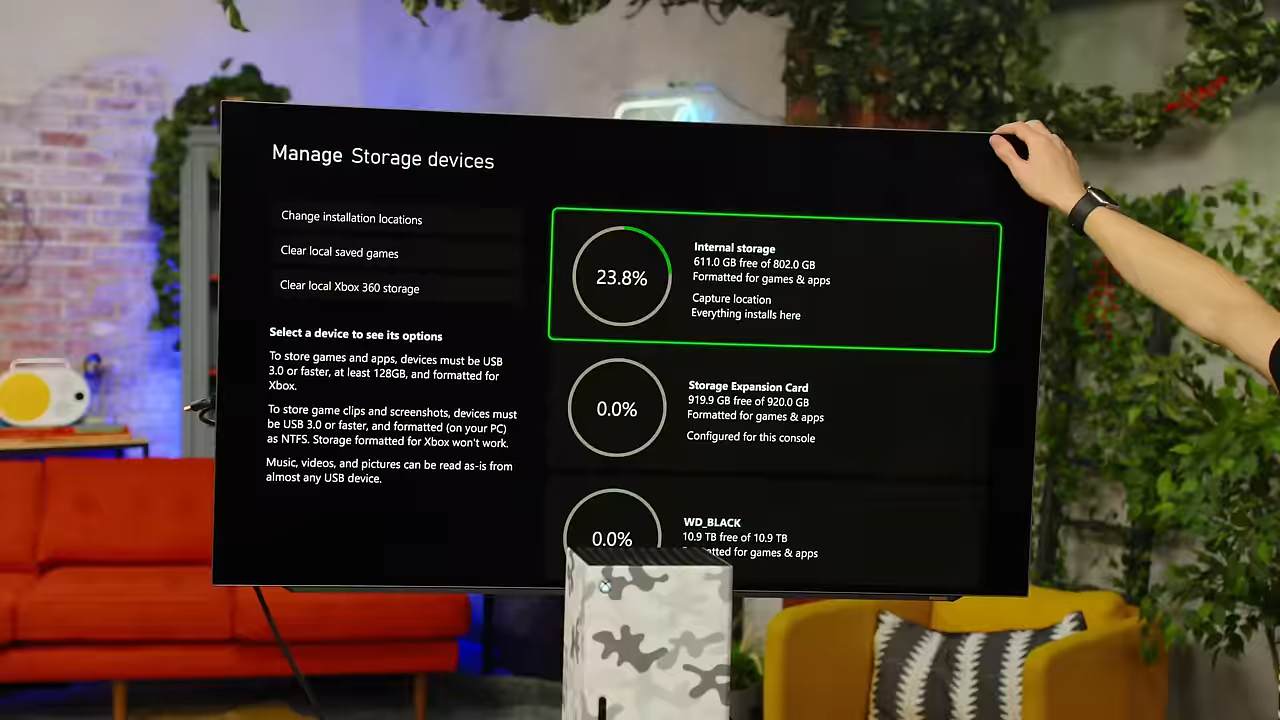 Manage Storage devices
Change installation locations
Clear local saved games
Clear local Xbox 360 storage
Select a device to see its options
To store games and apps, devices must be USB
3.0 or faster, at least 128GB, and formatted for
Xbox.
To store game clips and screenshots, devices must
be USB 3.0 or faster, and formatted (on your PC)
as NTFS. Storage formatted for Xbox won't work.
Music, videos, and pictures can be read as-is from
almost any USB device.
23.8%
Internal storage
611.0 GB free of 802.0 GB
Formatted for games & apps
Capture location
Everything installs here
0.0%
Storage Expansion Card
919.9 GB free of 920.0 GB
Formatted for games & apps
Configured for this console
0.0%
WD_BLACK
10.9 TB free of 10.9 TB
for games & apps